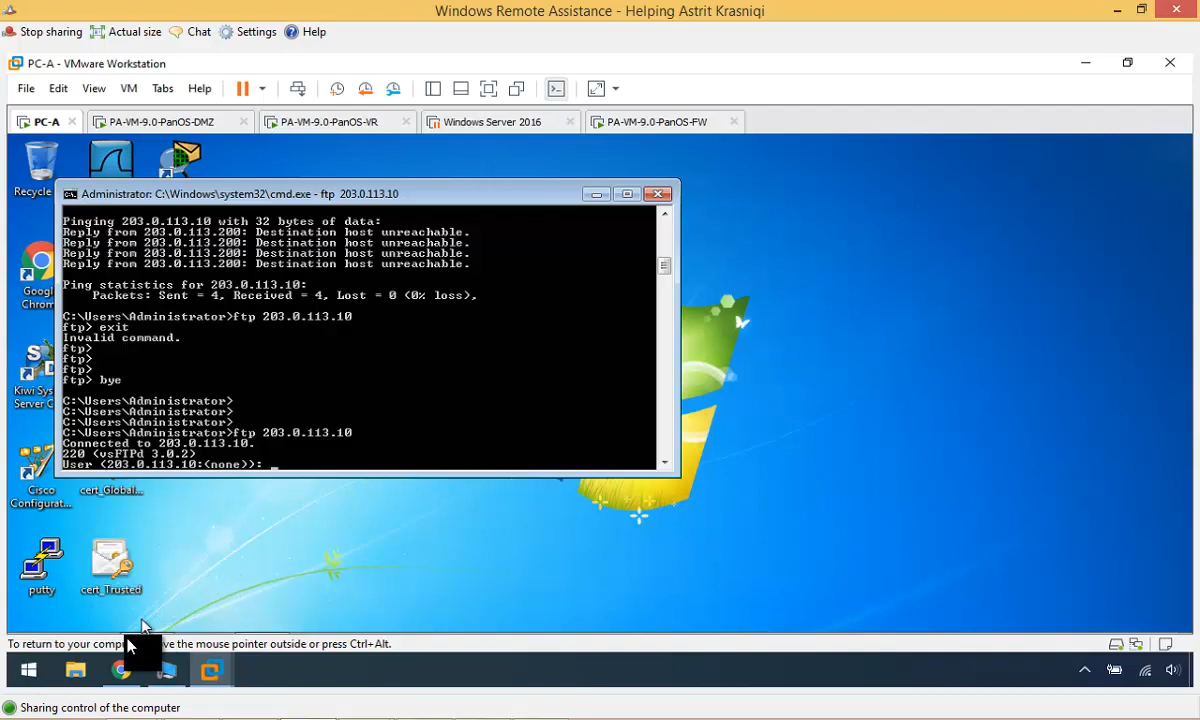 Windows Remote Assistance - Helping Astrit Krasniqi
Stop sharing Actual size Chat Settings Help
PC-A - VMware Workstation
File Edit View VM Tabs Help
PC-A PA-VM-9.0-PanOS-DMZ PA-VM-9.0-PanOS-VR Windows Server 2016 PA-VM-9.0-PanOS-FW
Recycle
Administrator: C:\Windows\system32\cmd.exe - ftp 203.0.113.10
Pinging 203.0.113.10 with 32 bytes of data:
Reply from 203.0.113.200: Destination host unreachable.
Reply from 203.0.113.200: Destination host unreachable.
Reply from 203.0.113.200: Destination host unreachable.
Reply from 203.0.113.200: Destination host unreachable.
Ping statistics for 203.0.113.10:
Packets: Sent = 4, Received = 4, Lost = 0 (0% loss),
C:\Users\Administrator>ftp 203.0.113.10
ftp> exit
Invalid command.
ftp>
ftp>
ftp>
ftp> bye
C:\Users\Administrator>
C:\Users\Administrator>
C:\Users\Administrator>
C:\Users\Administrator>ftp 203.0.113.10
Connected to 203.0.113.10.
220 (vsFTPd 3.0.2)
User (203.0.113.10:(none)): _
Googl
Chrom
Kiwi Sys
Server C
Cisco
Configurat...
cert_Global...
putty
cert_Trusted
To return to your compu ve the mouse pointer outside or press Ctrl+Alt.
Sharing control of the computer